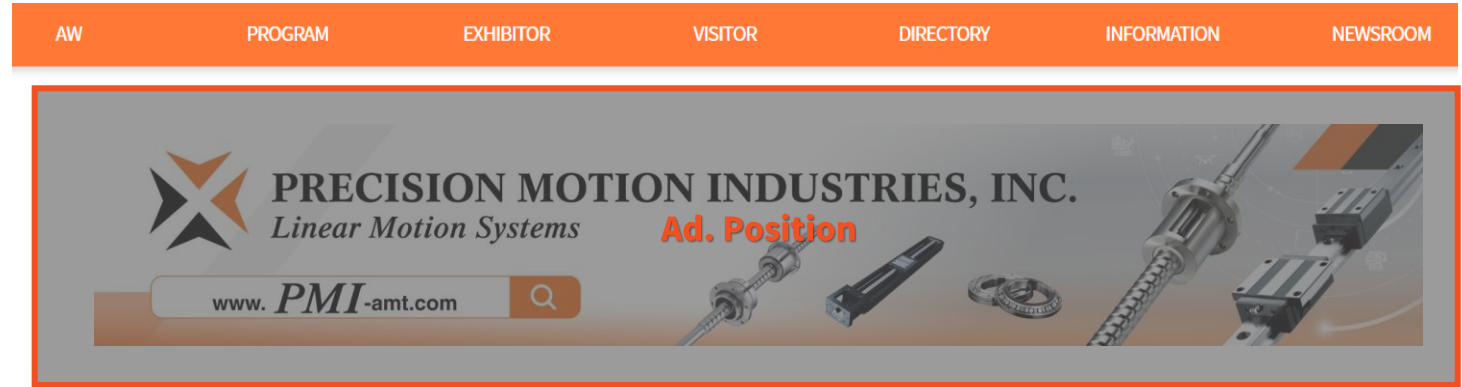 AW PROGRAM EXHIBITOR VISITOR DIRECTORY INFORMATION NEWSROOM
PRECISION MOTION INDUSTRIES, INC.
Linear Motion Systems
Ad. Position
www. PMI-amt.com